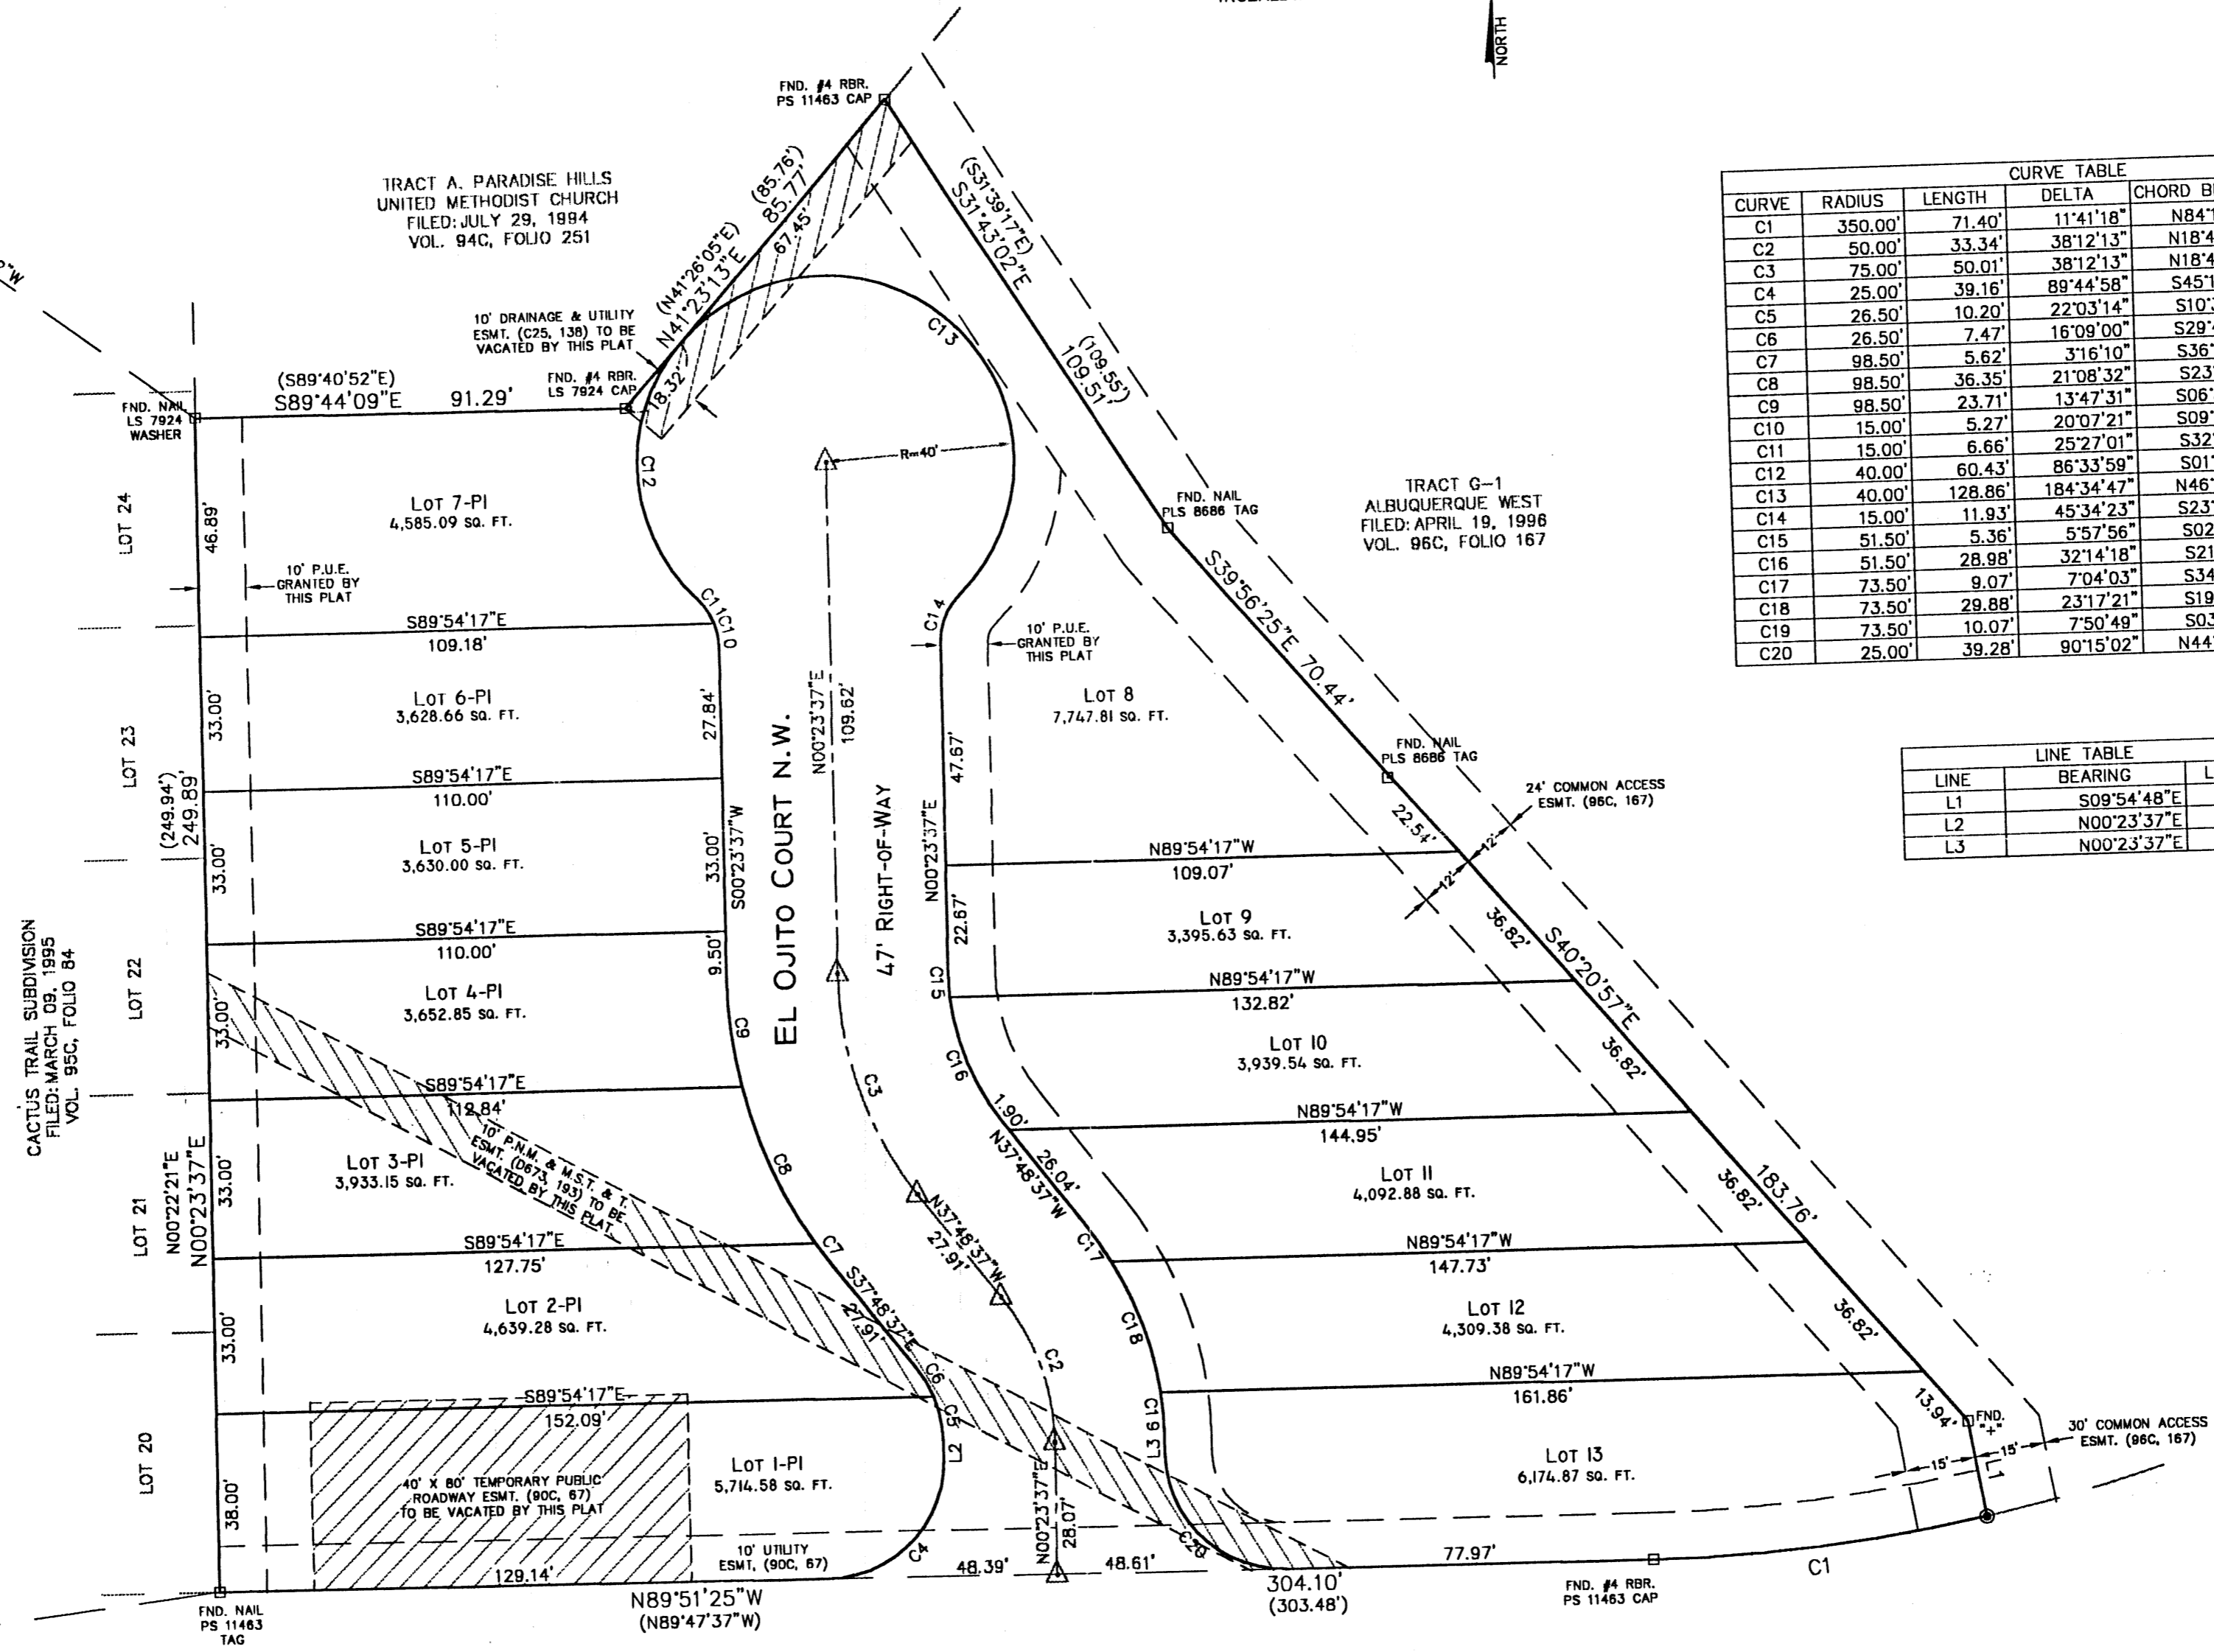 NORTH
FND. #4 RBR.
PS 11463 CAP
TRACT A, PARADISE HILLS
UNITED METHODIST CHURCH
FILED: JULY 29, 1994
VOL. 94C, FOLIO 251
(N41°26'05"E) (85.76')
N41°23'13"E 85.77'
67.45'
18.32'
(S31°39'17"E)
S31°43'02"E
(109.55')
109.51'
10' DRAINAGE & UTILITY
ESMT. (C25, 138) TO BE
VACATED BY THIS PLAT
(S89°40'52"E)
S89°44'09"E 91.29'
FND. #4 RBR.
LS 7924 CAP
FND. NAIL
LS 7924
WASHER
C13
C12
R=40'
CURVE TABLE
CURVE RADIUS LENGTH DELTA CHORD B
C1 350.00' 71.40' 11°41'18" N84°1
C2 50.00' 33.34' 38°12'13" N18°4
C3 75.00' 50.01' 38°12'13" N18°4
C4 25.00' 39.16' 89°44'58" S45°1
C5 26.50' 10.20' 22°03'14" S10°
C6 26.50' 7.47' 16°09'00" S29°
C7 98.50' 5.62' 3°16'10" S36°
C8 98.50' 36.35' 21°08'32" S23°
C9 98.50' 23.71' 13°47'31" S06°
C10 15.00' 5.27' 20°07'21" S09°
C11 15.00' 6.66' 25°27'01" S32°
C12 40.00' 60.43' 86°33'59" S01°
C13 40.00' 128.86' 184°34'47" N46°
C14 15.00' 11.93' 45°34'23" S23°
C15 51.50' 5.36' 5°57'56" S02
C16 51.50' 28.98' 32°14'18" S21
C17 73.50' 9.07' 7°04'03" S34
C18 73.50' 29.88' 23°17'21" S19
C19 73.50' 10.07' 7°50'49" S03
C20 25.00' 39.28' 90°15'02" N44
LINE TABLE
LINE BEARING L
L1 S09°54'48"E
L2 N00°23'37"E
L3 N00°23'37"E
TRACT G-1
ALBUQUERQUE WEST
FILED: APRIL 19, 1996
VOL. 96C, FOLIO 167
FND. NAIL
PLS 8686 TAG
S39°56'25"E 70.44'
FND. NAIL
PLS 8686 TAG
24' COMMON ACCESS
ESMT. (96C, 167)
22.54'
12'
12'
LOT 24
46.89'
LOT 7-P1
4,585.09 SQ. FT.
10' P.U.E.
GRANTED BY
THIS PLAT
C11
C10
C14
10' P.U.E.
GRANTED BY
THIS PLAT
S89°54'17"E
109.18'
LOT 23
33.00'
LOT 6-P1
3,628.66 SQ. FT.
27.84'
N00°23'37"E
109.62'
LOT 8
7,747.81 SQ. FT.
47.67'
S89°54'17"E
110.00'
(249.94')
249.89'
33.00'
LOT 5-P1
3,630.00 SQ. FT.
33.00'
S00°23'37"W
EL OJITO COURT N.W.
47' RIGHT-OF-WAY
N00°23'37"E
N89°54'17"W
109.07'
LOT 9
3,395.63 SQ. FT.
22.67'
36.82'
S40°20'57"E
183.76'
S89°54'17"E
110.00'
CACTUS TRAIL SUBDIVISION
FILED: MARCH 09, 1995
VOL. 95C, FOLIO 84
LOT 22
33.00'
LOT 4-P1
3,652.85 SQ. FT.
9.50'
C9
C15
N89°54'17"W
132.82'
LOT 10
3,939.54 SQ. FT.
C16
1.90'
36.82'
S89°54'17"E
112.84'
C3
N89°54'17"W
144.95'
LOT 21
N00°22'21"E
N00°23'37"E
33.00'
LOT 3-P1
3,933.15 SQ. FT.
10' P.N.M. & M.S.T. & T.
ESMT. (D673, 193) TO BE
VACATED BY THIS PLAT
C8
26.04'
N37°48'37"W
LOT 11
4,092.88 SQ. FT.
36.82'
S89°54'17"E
127.75'
C7
N37°48'37"W
27.91'
C17
N89°54'17"W
147.73'
33.00'
LOT 2-P1
4,639.28 SQ. FT.
S37°48'37"E
27.91'
C6
C2
C18
LOT 12
4,309.38 SQ. FT.
36.82'
S89°54'17"E
152.09'
N89°54'17"W
161.86'
13.94'
FND.
"+"
30' COMMON ACCESS
ESMT. (96C, 167)
15'
15'
L1
LOT 20
38.00'
40' X 80' TEMPORARY PUBLIC
ROADWAY ESMT. (90C, 67)
TO BE VACATED BY THIS PLAT
LOT 1-P1
5,714.58 SQ. FT.
C5
L2
C4
C19
L3
LOT 13
6,174.87 SQ. FT.
10' UTILITY
ESMT, (90C, 67)
N00°23'37"E
28.07'
C20
129.14'
48.39'
48.61'
77.97'
C1
N89°51'25"W
(N89°47'37"W)
304.10'
(303.48')
FND. #4 RBR.
PS 11463 CAP
FND. NAIL
PS 11463
TAG